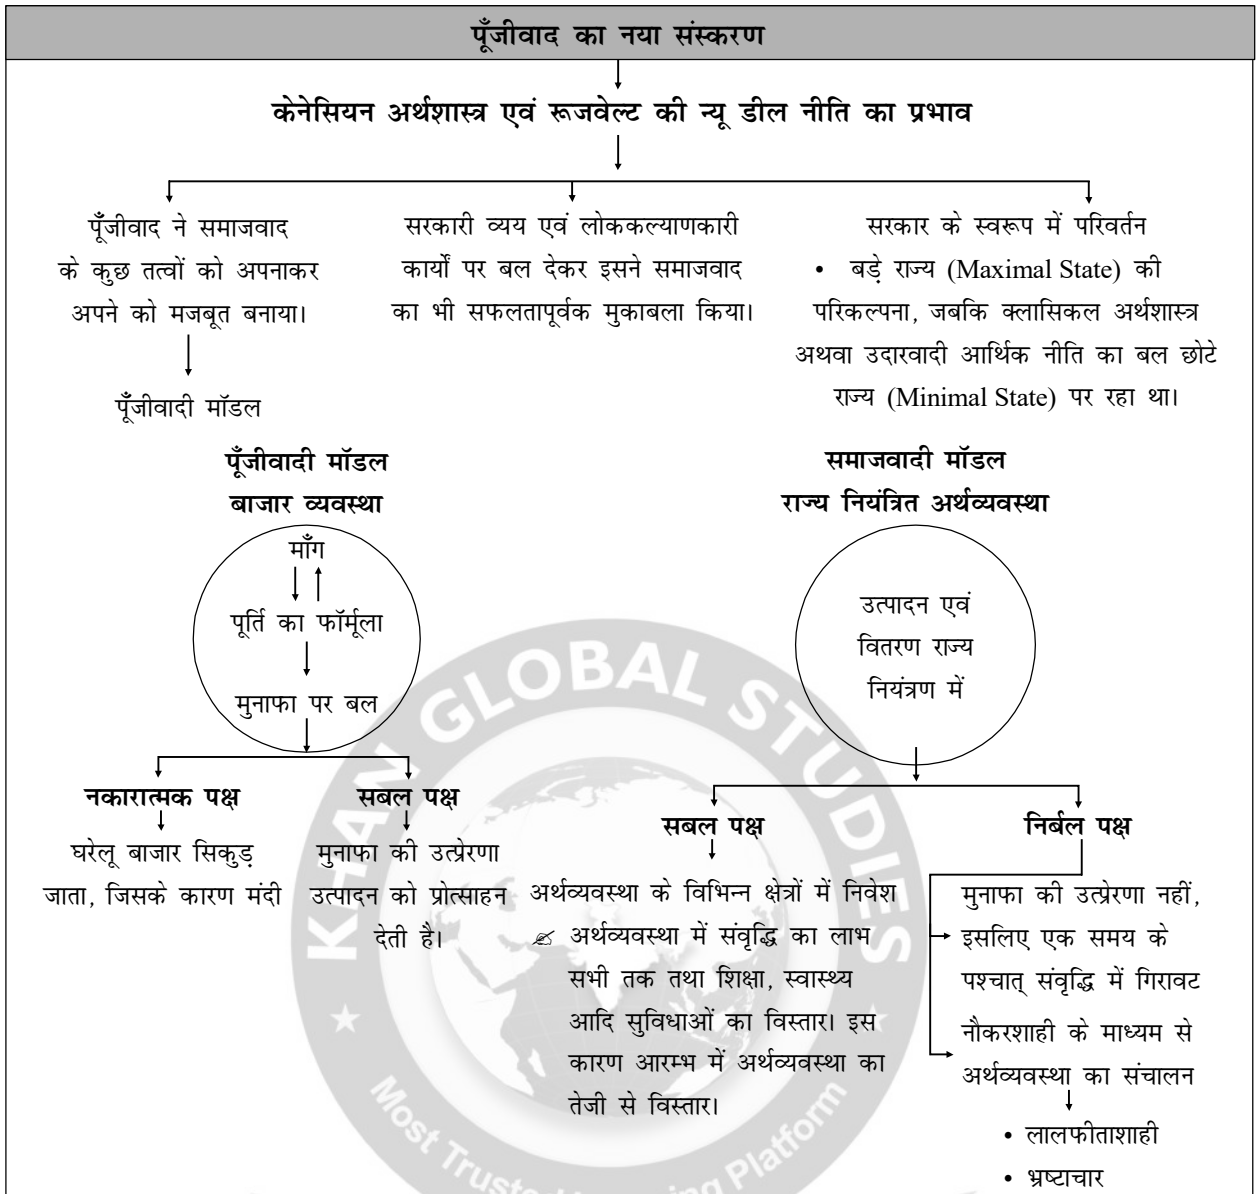 पूँजीवाद का नया संस्करण
केनेसियन अर्थशास्त्र एवं रूजवेल्ट की न्यू डील नीति का प्रभाव
पूँजीवाद ने समाजवाद
के कुछ तत्वों को अपनाकर
अपने को मजबूत बनाया।
पूँजीवादी मॉडल
सरकारी व्यय एवं लोककल्याणकारी
कार्यों पर बल देकर इसने समाजवाद
का भी सफलतापूर्वक मुकाबला किया।
सरकार के स्वरूप में परिवर्तन
• बड़े राज्य (Maximal State) की
परिकल्पना, जबकि क्लासिकल अर्थशास्त्र
अथवा उदारवादी आर्थिक नीति का बल छोटे
राज्य (Minimal State) पर रहा था।
पूँजीवादी मॉडल
बाजार व्यवस्था
माँग
पूर्ति का फॉर्मूला
मुनाफा पर बल
नकारात्मक पक्ष
घरेलू बाजार सिकुड़
जाता, जिसके कारण मंदी
सबल पक्ष
मुनाफा की उत्प्रेरणा
उत्पादन को प्रोत्साहन
देती है।
समाजवादी मॉडल
राज्य नियंत्रित अर्थव्यवस्था
उत्पादन एवं
वितरण राज्य
नियंत्रण में
सबल पक्ष
अर्थव्यवस्था के विभिन्न क्षेत्रों में निवेश
✍ अर्थव्यवस्था में संवृद्धि का लाभ
सभी तक तथा शिक्षा, स्वास्थ्य
आदि सुविधाओं का विस्तार। इस
कारण आरम्भ में अर्थव्यवस्था का
तेजी से विस्तार।
निर्बल पक्ष
मुनाफा की उत्प्रेरणा नहीं,
इसलिए एक समय के
पश्चात् संवृद्धि में गिरावट
नौकरशाही के माध्यम से
अर्थव्यवस्था का संचालन
• लालफीताशाही
• भ्रष्टाचार
KHAN GLOBAL STUDIES
Most Trusted Learning Platform